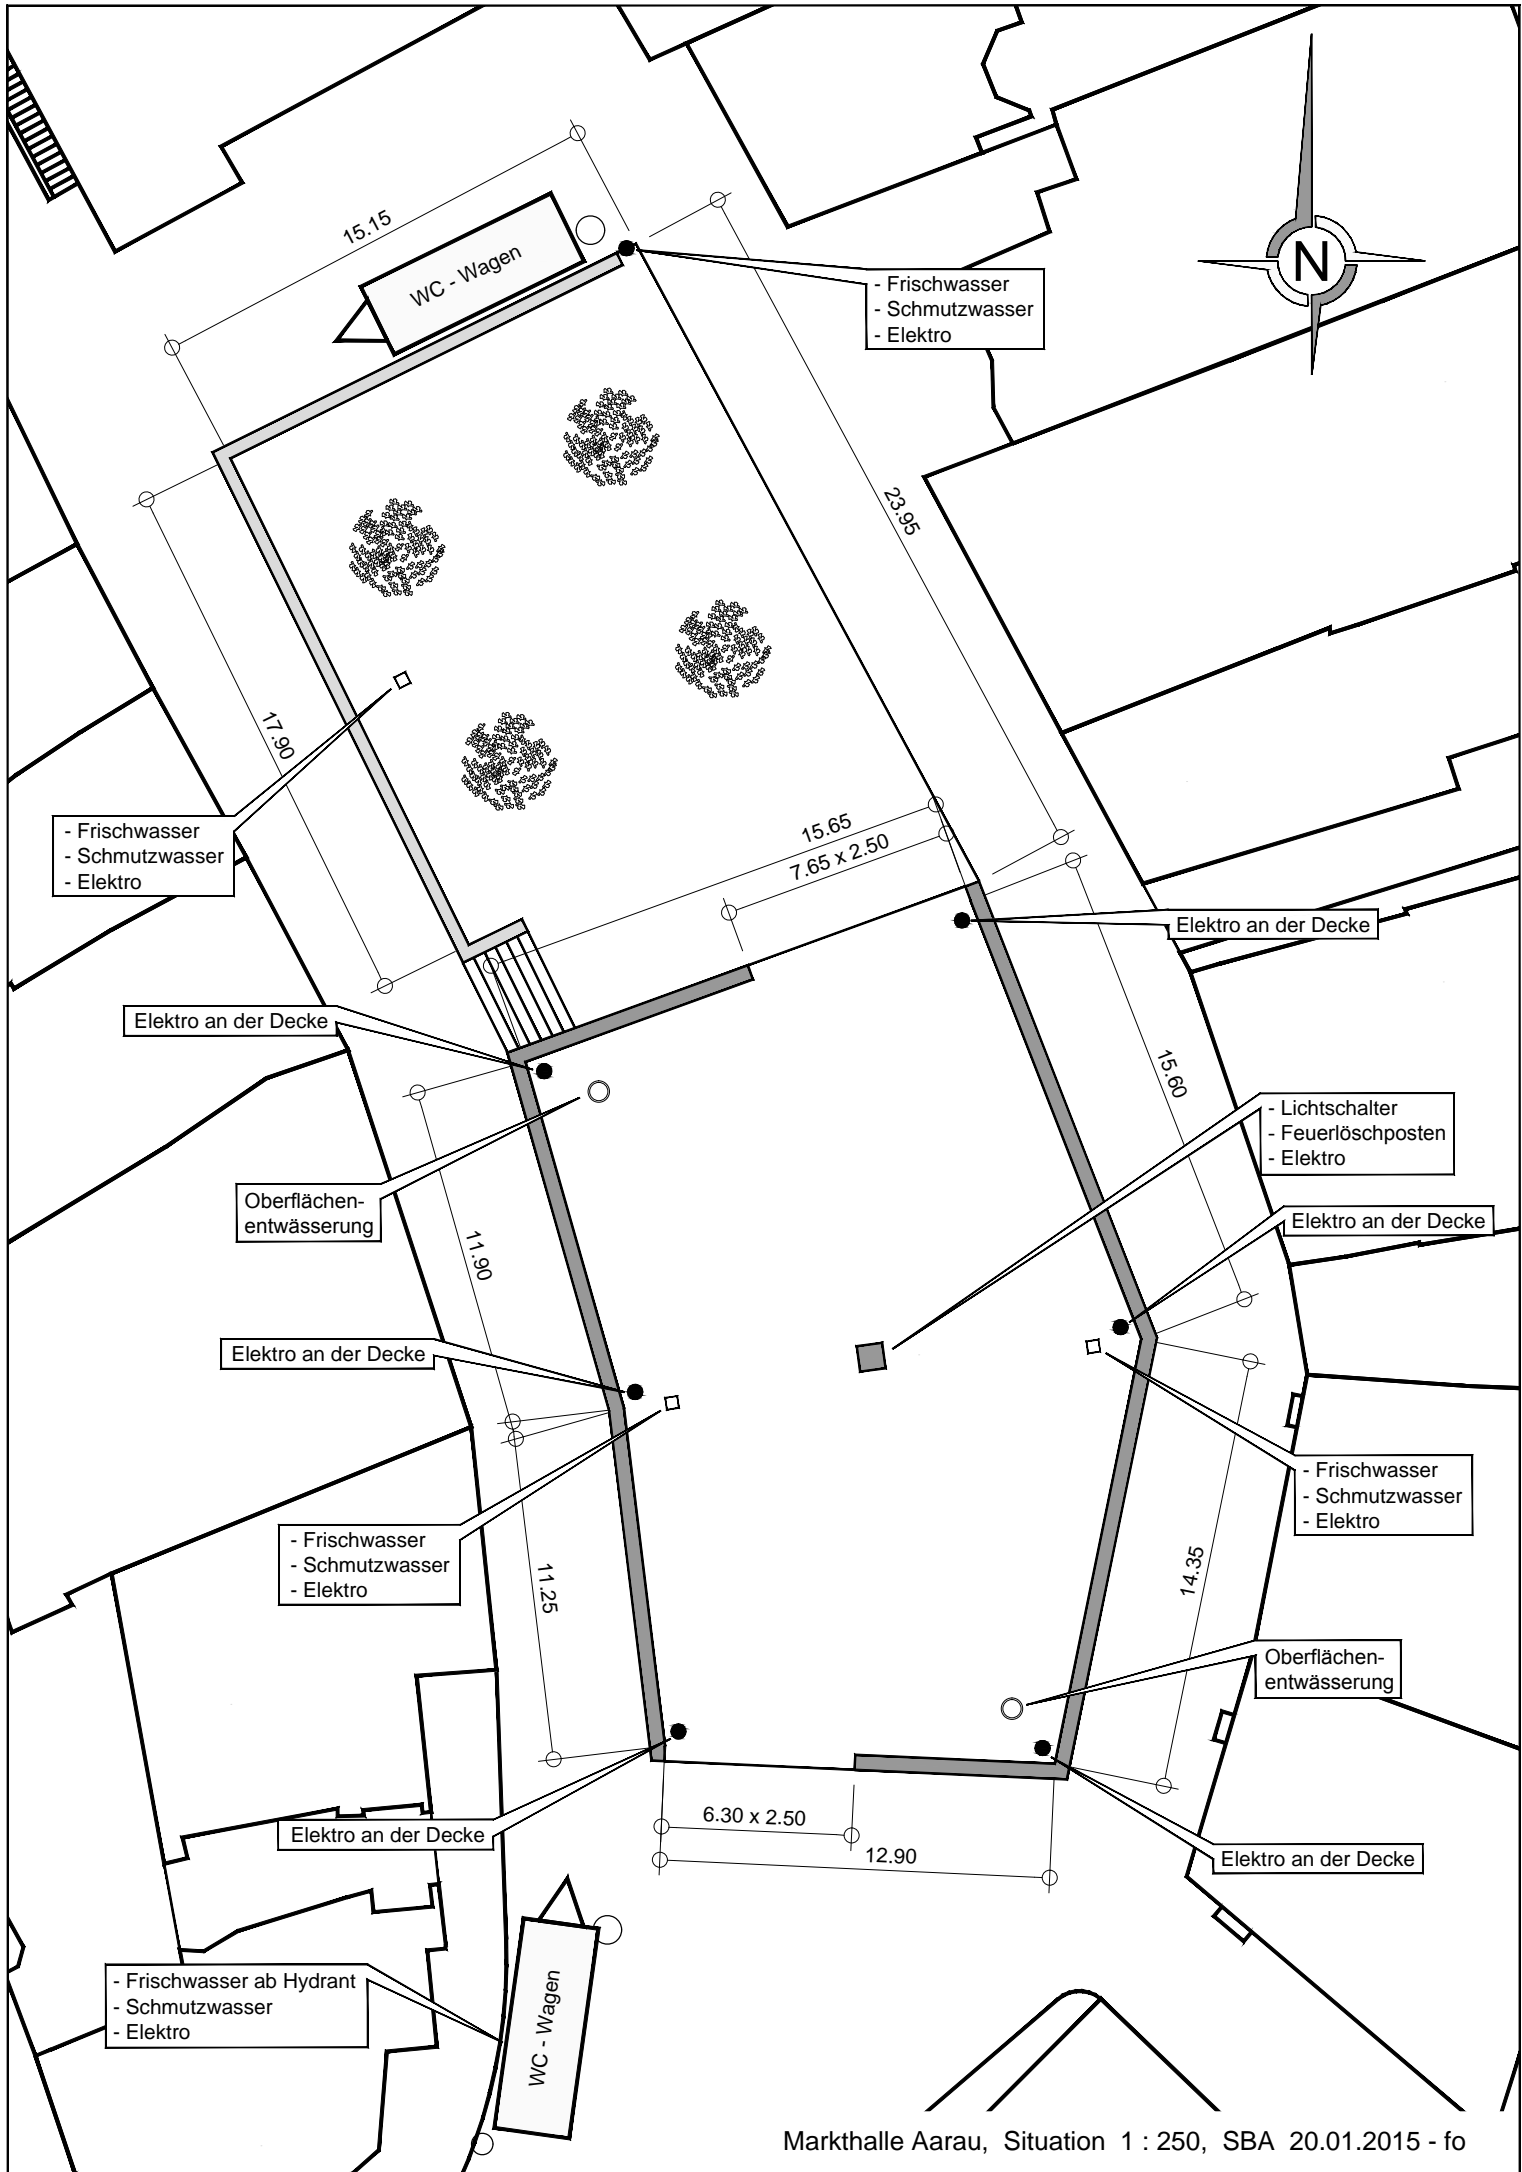 15.15
WC - Wagen
N
- Frischwasser
- Schmutzwasser
- Elektro
23.95
17.90
- Frischwasser
- Schmutzwasser
- Elektro
15.65
7.65 x 2.50
Elektro an der Decke
Elektro an der Decke
15.60
- Lichtschalter
- Feuerlöschposten
- Elektro
Oberflächen-
entwässerung
11.90
Elektro an der Decke
Elektro an der Decke
- Frischwasser
- Schmutzwasser
- Elektro
- Frischwasser
- Schmutzwasser
- Elektro
11.25
14.35
Oberflächen-
entwässerung
6.30 x 2.50
Elektro an der Decke
12.90
Elektro an der Decke
- Frischwasser ab Hydrant
- Schmutzwasser
- Elektro
WC - Wagen
Markthalle Aarau, Situation 1 : 250, SBA 20.01.2015 - fo